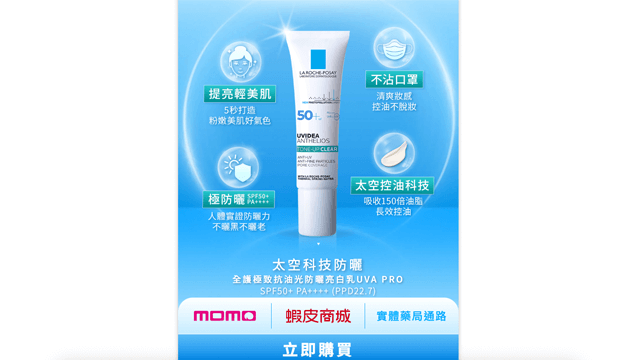 提亮輕美肌
5秒打造
粉嫩美肌好氣色
不沾口罩
清爽妝感
控油不脫妝
LA ROCHE-POSAY
50+
UVIDEA
ANTHELIOS
TONE-UP CLEAR
極防曬 SPF50+
PA++++
人體實證防曬力
不曬黑不曬老
太空控油科技
吸收150倍油脂
長效控油
太空科技防曬
全護極致抗油光防曬亮白乳UVA PRO
SPF50+ PA++++ (PPD22.7)
momo
蝦皮商城
實體藥局通路
立即購買